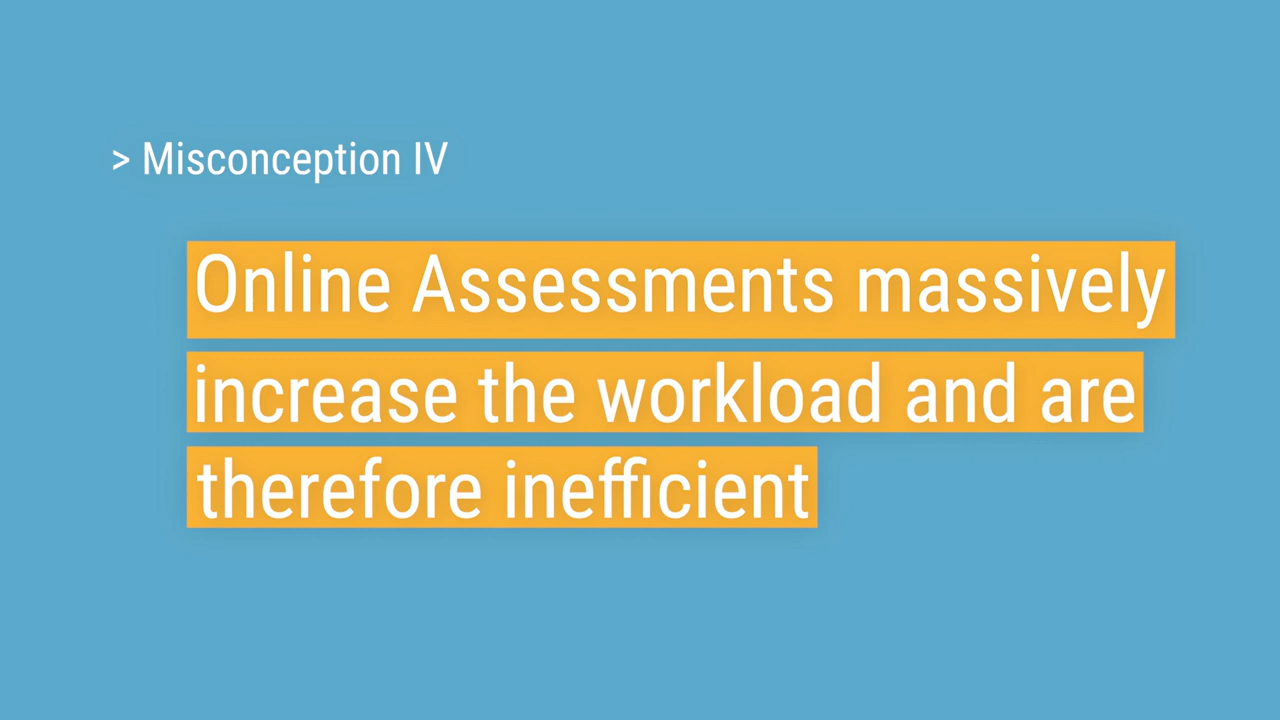 > Misconception IV
Online Assessments massively
increase the workload and are
therefore inefficient